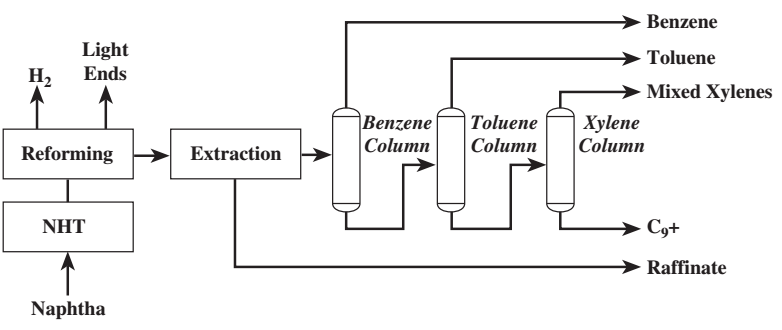 Benzene
Light
Ends
H₂
Toluene
Mixed Xylenes
Benzene
Column
Toluene
Column
Xylene
Column
Reforming
Extraction
NHT
C₉+
Raffinate
Naphtha